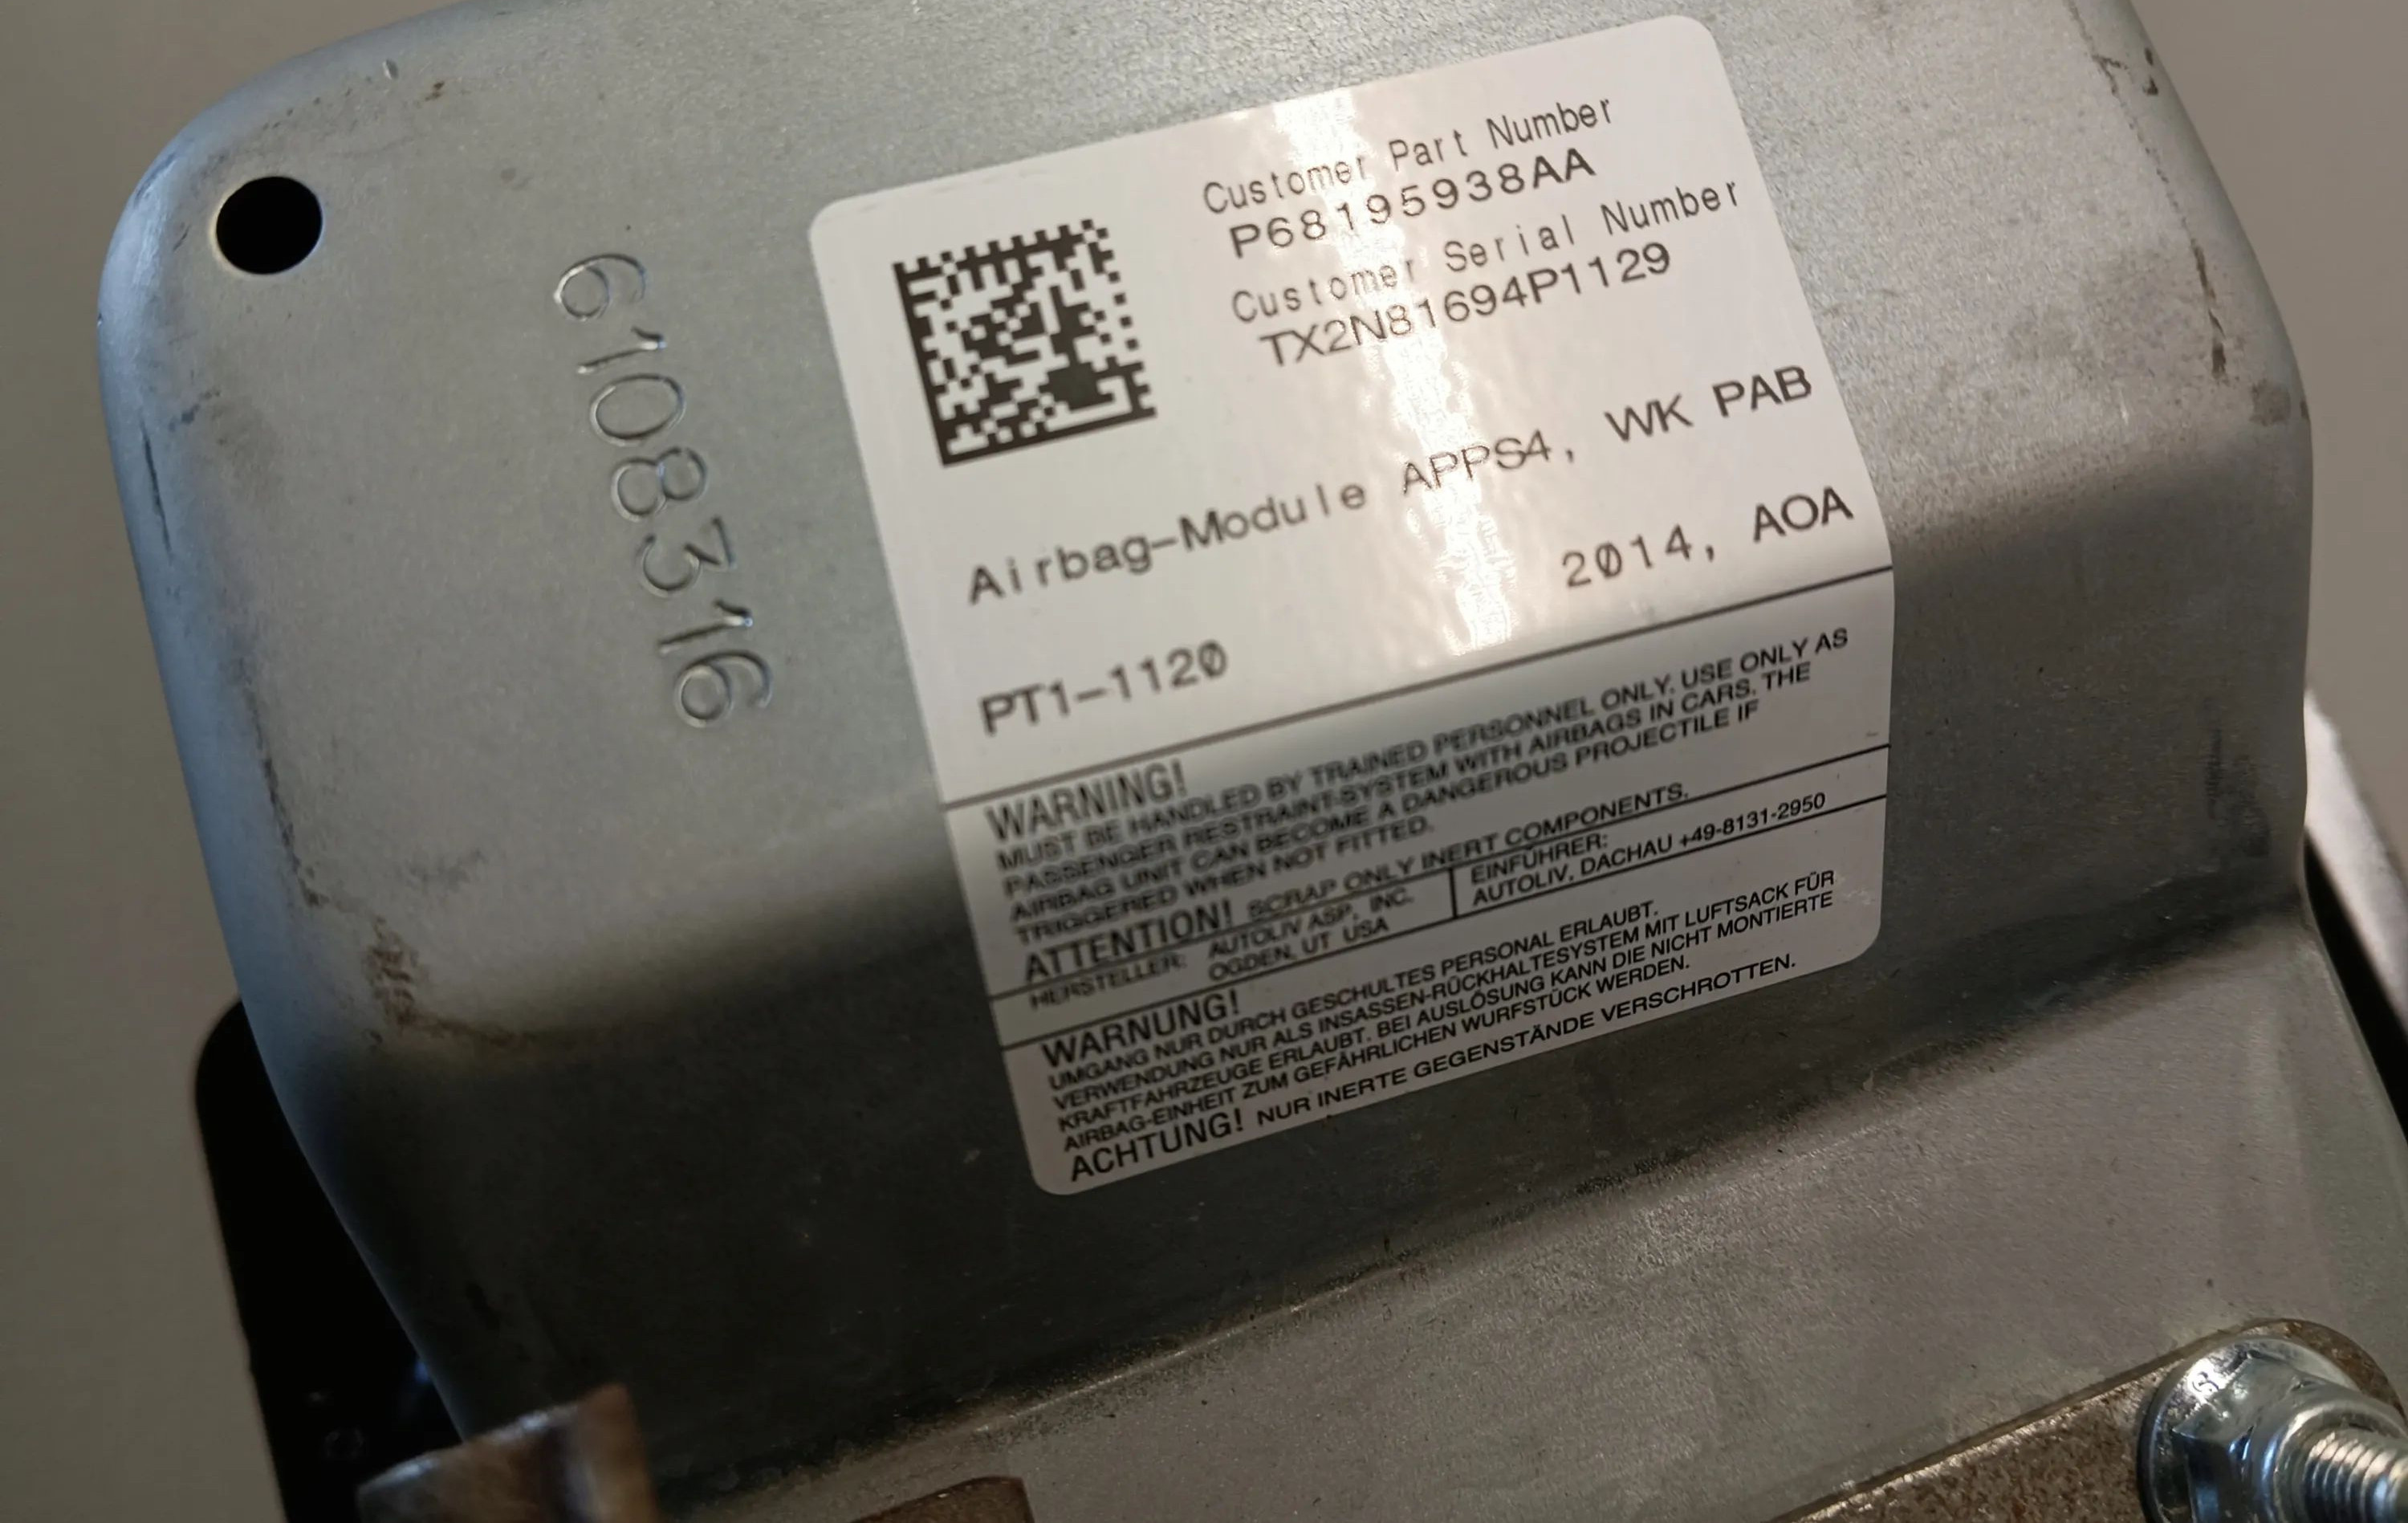 6108316
Customer Part Number
P68195938AA
Customer Serial Number
TX2N81694P1129
Airbag-Module APPS4, WK PAB
2014, AOA
PT1-1120
WARNING!
MUST BE HANDLED BY TRAINED PERSONNEL ONLY. USE ONLY AS
PASSENGER RESTRAINT-SYSTEM WITH AIRBAGS IN CARS. THE
AIRBAG UNIT CAN BECOME A DANGEROUS PROJECTILE IF
TRIGGERED WHEN NOT FITTED.
ATTENTION! SCRAP ONLY INERT COMPONENTS.
HERSTELLER: AUTOLIV ASP, INC.
OGDEN, UT USA
EINFÜHRER:
AUTOLIV, DACHAU +49-8131-2950
WARNUNG!
UMGANG NUR DURCH GESCHULTES PERSONAL ERLAUBT.
VERWENDUNG NUR ALS INSASSEN-RÜCKHALTESYSTEM MIT LUFTSACK FÜR
KRAFTFAHRZEUGE ERLAUBT. BEI AUSLÖSUNG KANN DIE NICHT MONTIERTE
AIRBAG-EINHEIT ZUM GEFÄHRLICHEN WURFSTÜCK WERDEN.
ACHTUNG! NUR INERTE GEGENSTÄNDE VERSCHROTTEN.